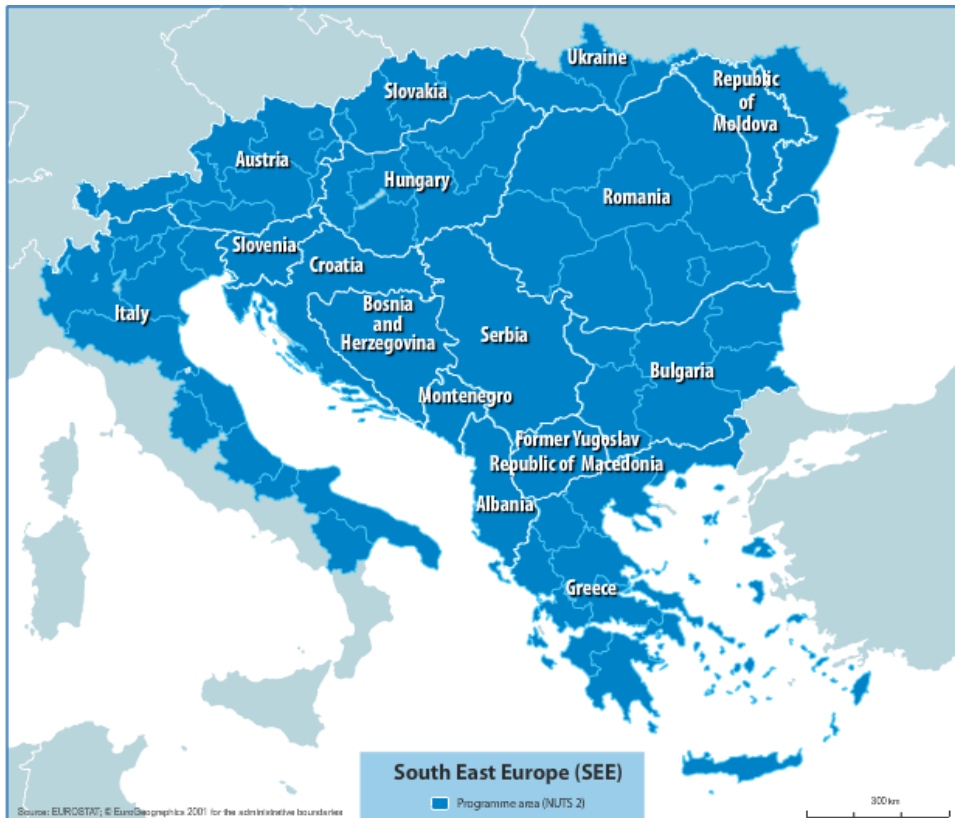 Ukraine
Republic
of
Moldova
Slovakia
Austria
Hungary
Romania
Slovenia
Croatia
Bosnia
and
Herzegovina
Italy
Serbia
Bulgaria
Montenegro
Former Yugoslav
Republic of Macedonia
Albania
Greece
South East Europe (SEE)
Programme area (NUTS 2)
300 km
Source: EUROSTAT; © EuroGeographics 2001 for the administrative boundaries